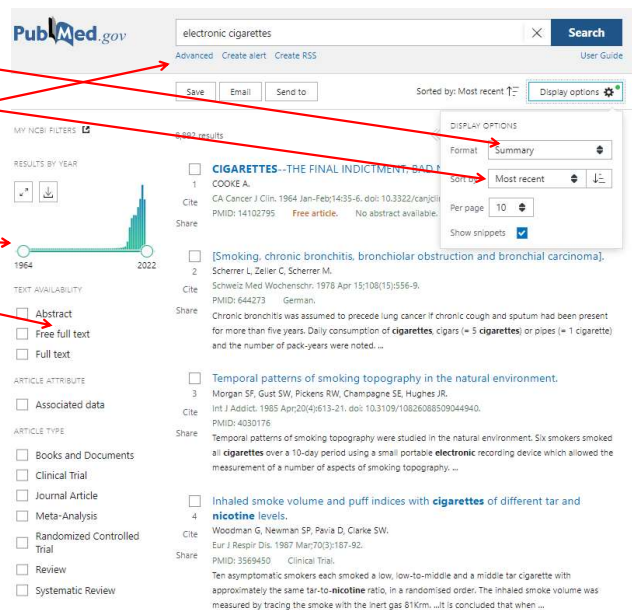 PubMed.gov
electronic cigarettes
Search
Advanced Create alert Create RSS
User Guide
Save Email Send to
Sorted by: Most recent
Display options
MY NCBI FILTERS
results
RESULTS BY YEAR
1964 2022
TEXT AVAILABILITY
Abstract
Free full text
Full text
ARTICLE ATTRIBUTE
Associated data
ARTICLE TYPE
Books and Documents
Clinical Trial
Journal Article
Meta-Analysis
Randomized Controlled
Trial
Review
Systematic Review
DISPLAY OPTIONS
Format Summary
Sort by Most recent
Per page 10
Show snippets
CIGARETTES--THE FINAL INDICTMENT, BAD
1
COOKE A.
Cite
CA Cancer J Clin. 1964 Jan-Feb;14:35-6. doi: 10.3322/canjclin
Share
PMID: 14102795 Free article. No abstract available.
[Smoking, chronic bronchitis, bronchiolar obstruction and bronchial carcinoma].
2
Scherrer L, Zeller C, Scherrer M.
Cite
Schweiz Med Wochenschr. 1978 Apr 15;108(15):556-9.
PMID: 644273 German.
Share
Chronic bronchitis was assumed to precede lung cancer if chronic cough and sputum had been present
for more than five years. Daily consumption of cigarettes, cigars (= 5 cigarettes) or pipes (= 1 cigarette)
and the number of pack-years were noted. ...
Temporal patterns of smoking topography in the natural environment.
3
Morgan SF, Gust SW, Pickens RW, Champagne SE, Hughes JR.
Cite
Int J Addict. 1985 Apr;20(4):613-21. doi: 10.3109/10826088509044940.
PMID: 4030176
Share
Temporal patterns of smoking topography were studied in the natural environment. Six smokers smoked
all cigarettes over a 10-day period using a small portable electronic recording device which allowed the
measurement of a number of aspects of smoking topography. ...
Inhaled smoke volume and puff indices with cigarettes of different tar and
4
nicotine levels.
Woodman G, Newman SP, Pavia D, Clarke SW.
Cite
Eur J Respir Dis. 1987 Mar;70(3):187-92.
Share
PMID: 3569450 Clinical Trial.
Ten asymptomatic smokers each smoked a low, low-to-middle and a middle tar cigarette with
approximately the same tar-to-nicotine ratio, in a randomised order. The inhaled smoke volume was
measured by tracing the smoke with the inert gas 81Krm. ...It is concluded that when ...